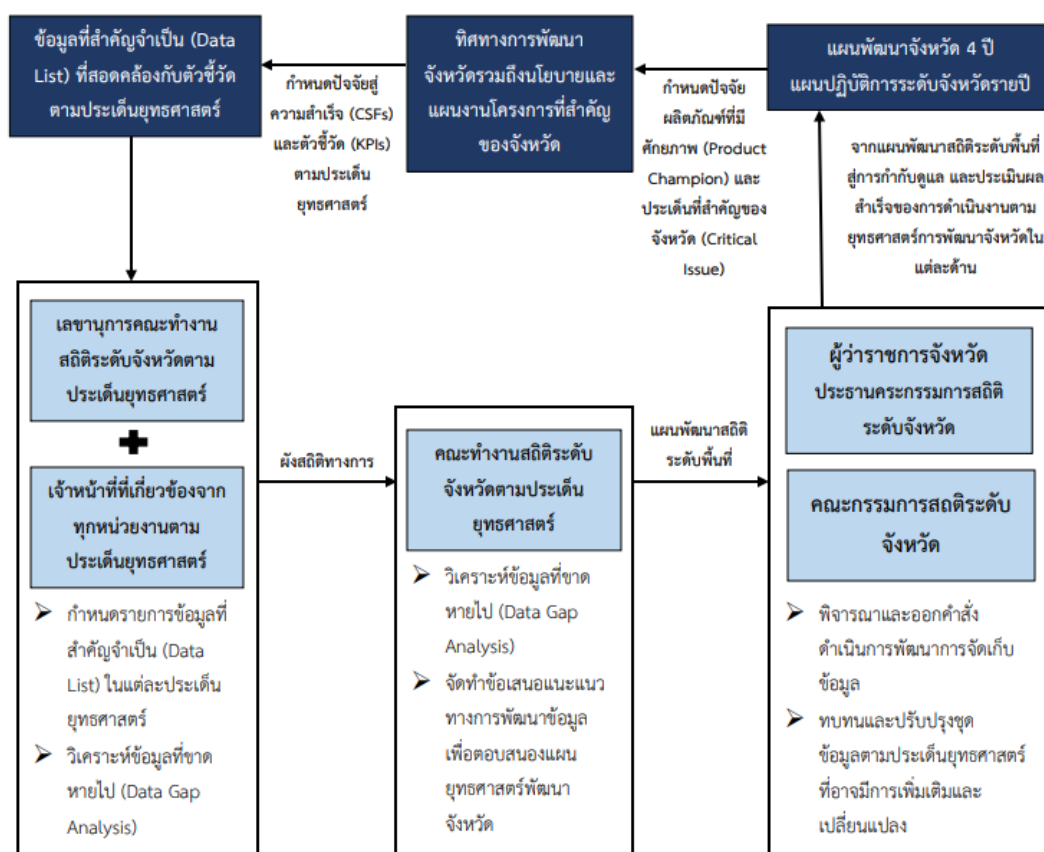 ข้อมูลที่สำคัญจำเป็น (Data
List) ที่สอดคล้องกับตัวชี้วัด
ตามประเด็นยุทธศาสตร์
กำหนดปัจจัยสู่
ความสำเร็จ (CSFs)
และตัวชี้วัด (KPIs)
ตามประเด็น
ยุทธศาสตร์
ทิศทางการพัฒนา
จังหวัดรวมถึงนโยบายและ
แผนงานโครงการที่สำคัญ
ของจังหวัด
กำหนดปัจจัย
ผลิตภัณฑ์ที่มี
ศักยภาพ (Product
Champion) และ
ประเด็นที่สำคัญของ
จังหวัด (Critical
Issue)
แผนพัฒนาจังหวัด 4 ปี
แผนปฏิบัติการระดับจังหวัดรายปี
จากแผนพัฒนาสถิติระดับพื้นที่
สู่การกำกับดูแล และประเมินผล
สำเร็จของการดำเนินงานตาม
ยุทธศาสตร์การพัฒนาจังหวัดใน
แต่ละด้าน
เลขานุการคณะทำงาน
สถิติระดับจังหวัดตาม
ประเด็นยุทธศาสตร์
เจ้าหน้าที่ที่เกี่ยวข้องจาก
ทุกหน่วยงานตาม
ประเด็นยุทธศาสตร์
➢ กำหนดรายการข้อมูลที่
สำคัญจำเป็น (Data
List) ในแต่ละประเด็น
ยุทธศาสตร์
➢ วิเคราะห์ข้อมูลที่ขาด
หายไป (Data Gap
Analysis)
ผังสถิติทางการ
คณะทำงานสถิติระดับ
จังหวัดตามประเด็น
ยุทธศาสตร์
➢ วิเคราะห์ข้อมูลที่ขาด
หายไป (Data Gap
Analysis)
➢ จัดทำข้อเสนอแนะแนว
ทางการพัฒนาข้อมูล
เพื่อตอบสนองแผน
ยุทธศาสตร์พัฒนา
จังหวัด
แผนพัฒนาสถิติ
ระดับพื้นที่
ผู้ว่าราชการจังหวัด
ประธานคระกรรมการสถิติ
ระดับจังหวัด
คณะกรรมการสถติระดับ
จังหวัด
➢ พิจารณาและออกคำสั่ง
ดำเนินการพัฒนาการจัดเก็บ
ข้อมูล
➢ ทบทนและปรับปรุงชุด
ข้อมูลตามประเด็นยุทธศาสตร์
ที่อาจมีการเพิ่มเติมและ
เปลี่ยนแปลง